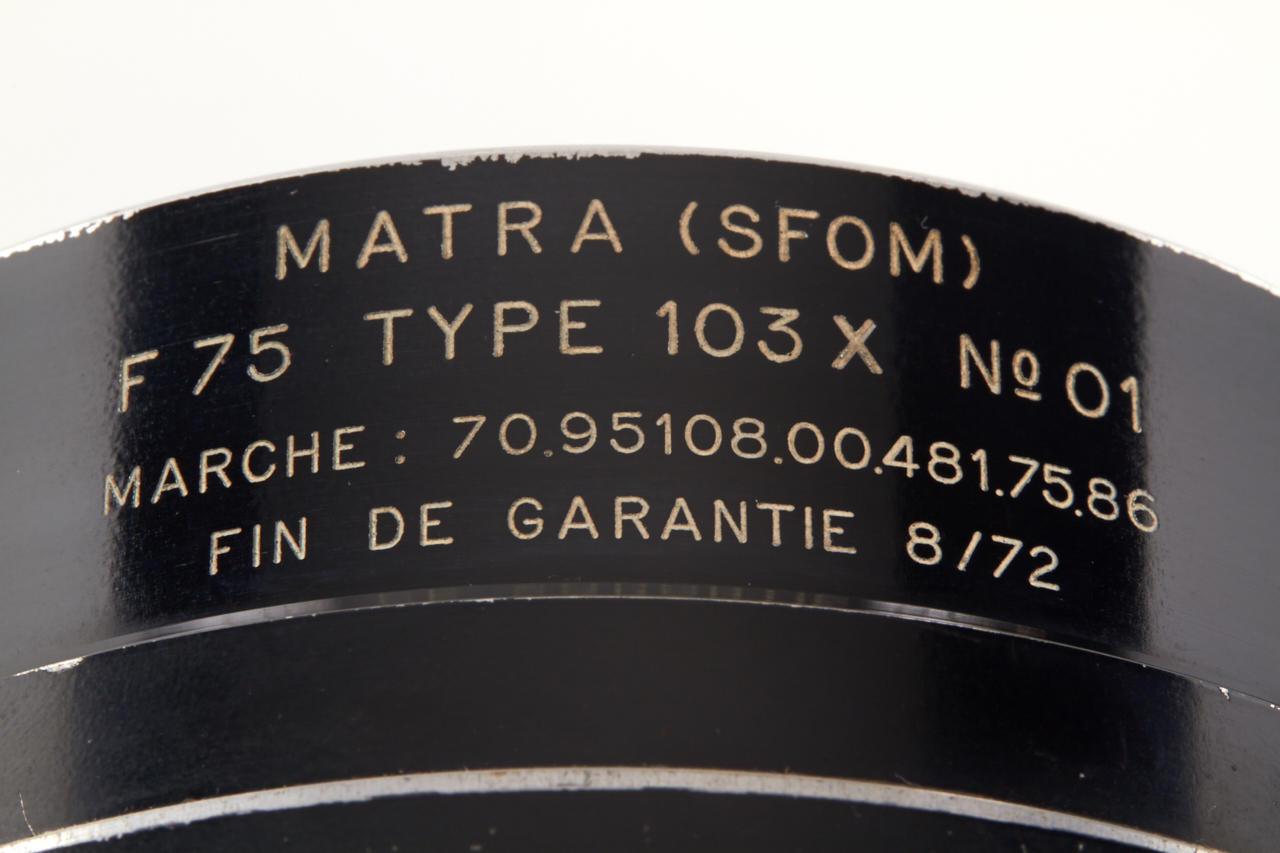 MATRA (SFOM)
F 75 TYPE 103 X Nº 01
MARCHE : 70.95108.00.481.75.86
FIN DE GARANTIE 8/72